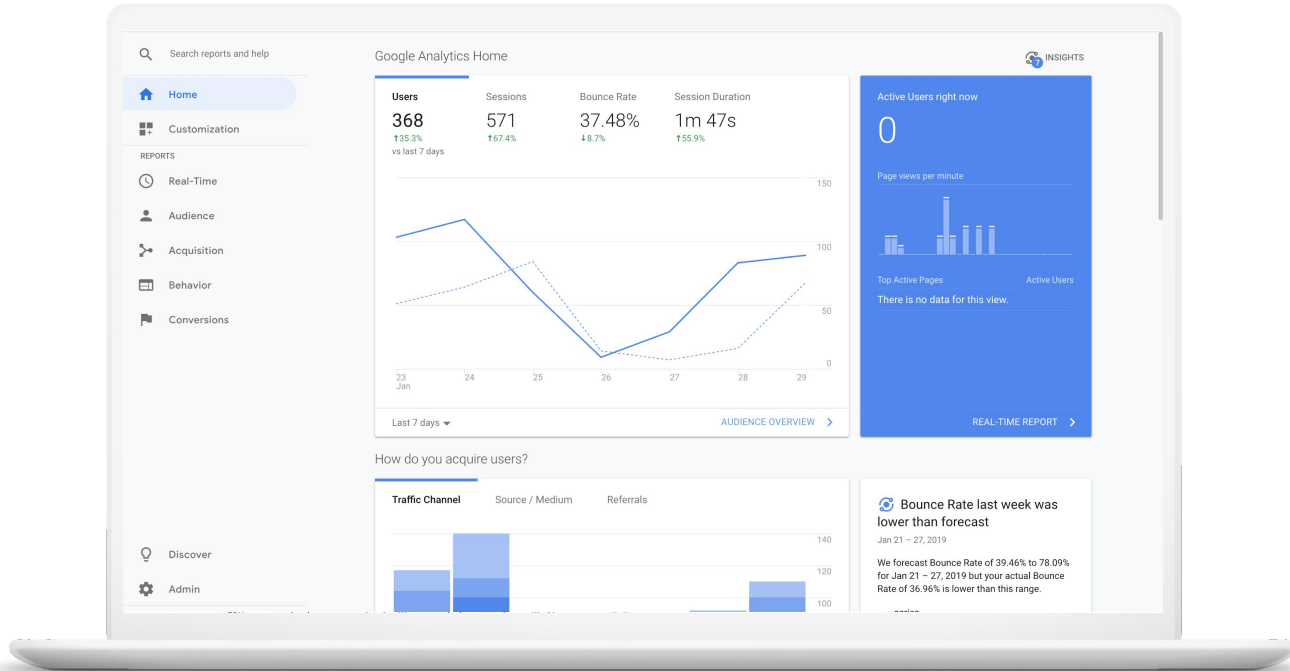 Search reports and help
Home
Customization
REPORTS
Real-Time
Audience
Acquisition
Behavior
Conversions
Discover
Admin
Google Analytics Home
7 INSIGHTS
Users Sessions Bounce Rate Session Duration
368 571 37.48% 1m 47s
↑35.3% ↑67.4% ↓8.7% ↑55.9%
vs last 7 days
150
100
50
0
23 24 25 26 27 28 29
Jan
Last 7 days
AUDIENCE OVERVIEW
Active Users right now
0
Page views per minute
Top Active Pages Active Users
There is no data for this view.
REAL-TIME REPORT
How do you acquire users?
Traffic Channel Source / Medium Referrals
140
120
100
Bounce Rate last week was
lower than forecast
Jan 21 – 27, 2019
We forecast Bounce Rate of 39.46% to 78.09%
for Jan 21 – 27, 2019 but your actual Bounce
Rate of 36.96% is lower than this range.